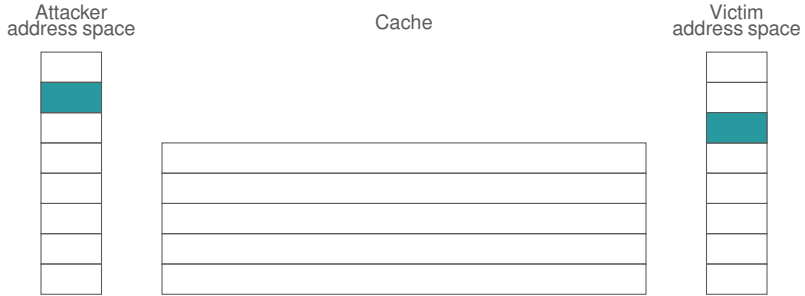 Attacker
address space
Cache
Victim
address space